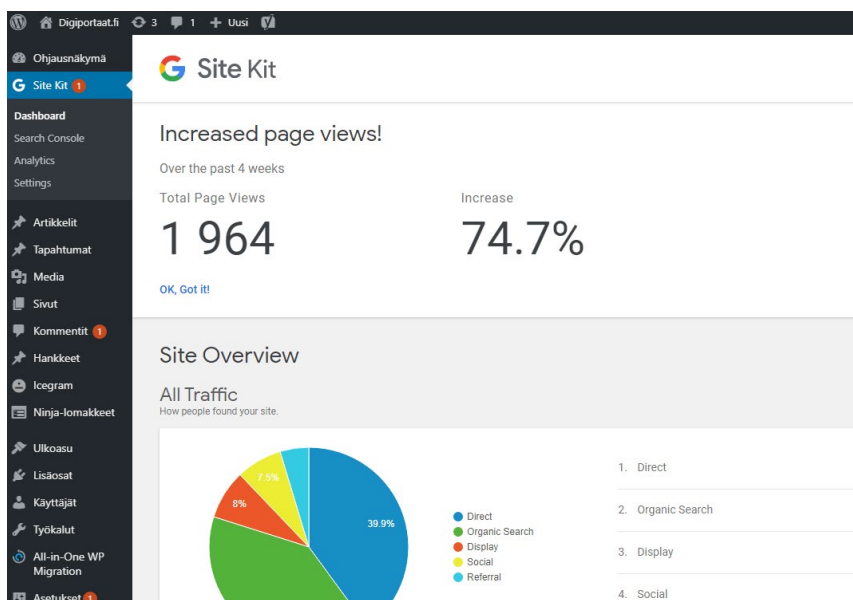 Digiportaat.fi 3 1 + Uusi
Ohjausnäkymä
Site Kit 1
Dashboard
Search Console
Analytics
Settings
Artikkelit
Tapahtumat
Media
Sivut
Kommentit 1
Hankkeet
Icegram
Ninja-lomakkeet
Ulkoasu
Lisäosat
Käyttäjät
Työkalut
All-in-One WP
Migration
Asetukset 1
G Site Kit
Increased page views!
Over the past 4 weeks
Total Page Views
1 964
Increase
74.7%
OK, Got it!
Site Overview
All Traffic
How people found your site.
7.5%
8%
39.9%
Direct
Organic Search
Display
Social
Referral
1. Direct
2. Organic Search
3. Display
4. Social